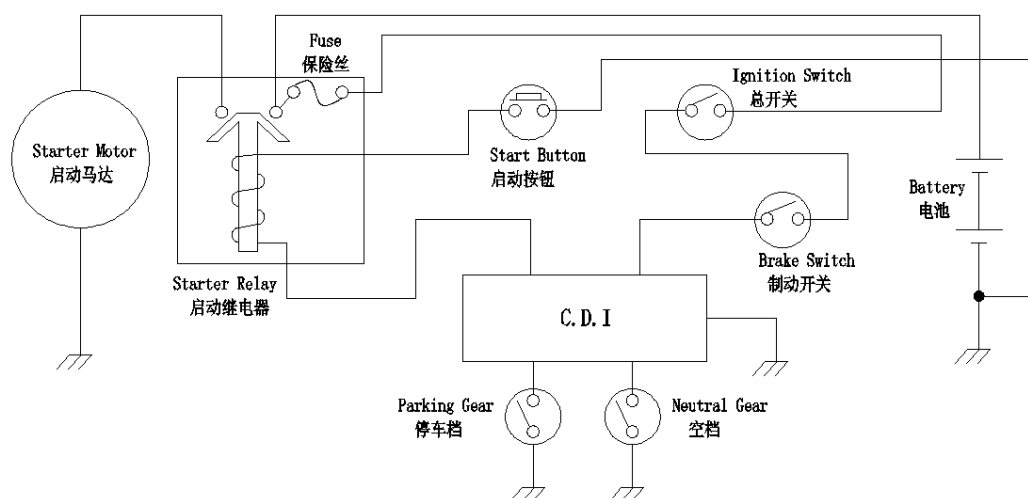 Fuse
保险丝
Ignition Switch
总开关
Starter Motor
启动马达
Start Button
启动按钮
Battery
电池
Brake Switch
制动开关
Starter Relay
启动继电器
C.D.I
Parking Gear
停车档
Neutral Gear
空档